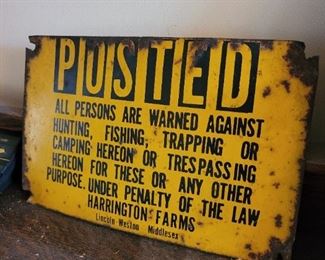 POSTED
ALL PERSONS ARE WARNED AGAINST
HUNTING, FISHING, TRAPPING OR
CAMPING HEREON OR TRESPASSING
HEREON FOR THESE OR ANY OTHER
PURPOSE. UNDER PENALTY OF THE LAW
HARRINGTON FARMS
Lincoln-Weston Middlesex